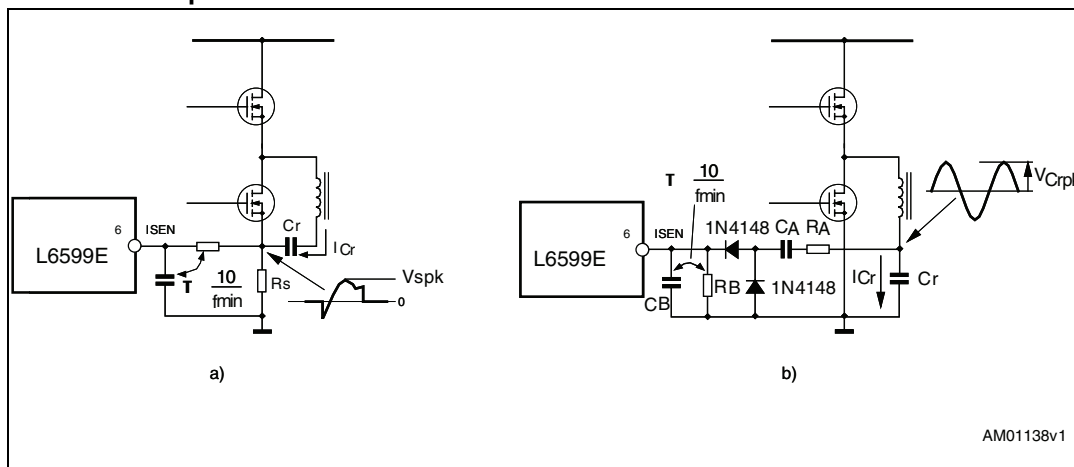 6
ISEN
L6599E
Cr
ICr
Vspk
0
Rs
T
10
fmin
a)
T
10
fmin
6
ISEN
L6599E
1N4148
CA
RA
VCrpk
ICr
Cr
CB
RB
1N4148
b)
AM01138v1